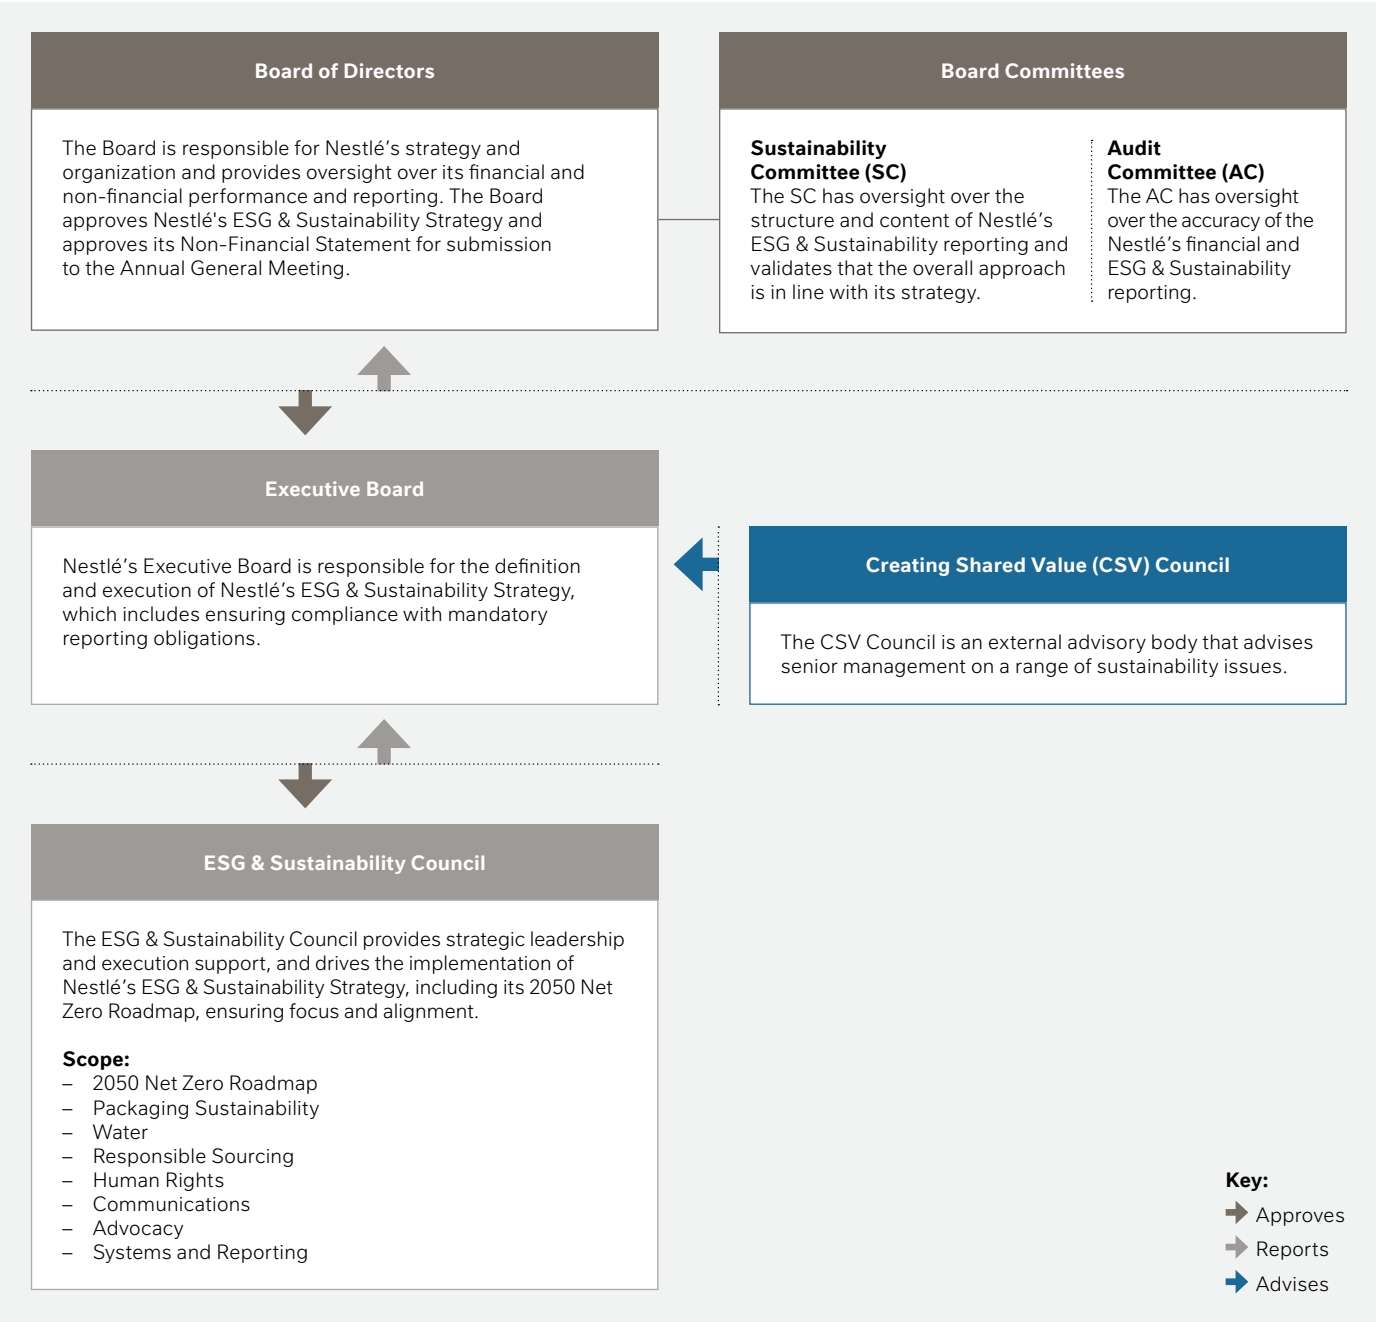 Board of Directors
The Board is responsible for Nestlé’s strategy and
organization and provides oversight over its financial and
non-financial performance and reporting. The Board
approves Nestlé's ESG & Sustainability Strategy and
approves its Non-Financial Statement for submission
to the Annual General Meeting.
Board Committees
Sustainability
Committee (SC)
The SC has oversight over the
structure and content of Nestlé’s
ESG & Sustainability reporting and
validates that the overall approach
is in line with its strategy.
Audit
Committee (AC)
The AC has oversight
over the accuracy of the
Nestlé’s financial and
ESG & Sustainability
reporting.
Executive Board
Nestlé’s Executive Board is responsible for the definition
and execution of Nestlé’s ESG & Sustainability Strategy,
which includes ensuring compliance with mandatory
reporting obligations.
Creating Shared Value (CSV) Council
The CSV Council is an external advisory body that advises
senior management on a range of sustainability issues.
ESG & Sustainability Council
The ESG & Sustainability Council provides strategic leadership
and execution support, and drives the implementation of
Nestlé’s ESG & Sustainability Strategy, including its 2050 Net
Zero Roadmap, ensuring focus and alignment.
Scope:
– 2050 Net Zero Roadmap
– Packaging Sustainability
– Water
– Responsible Sourcing
– Human Rights
– Communications
– Advocacy
– Systems and Reporting
Key:
Approves
Reports
Advises